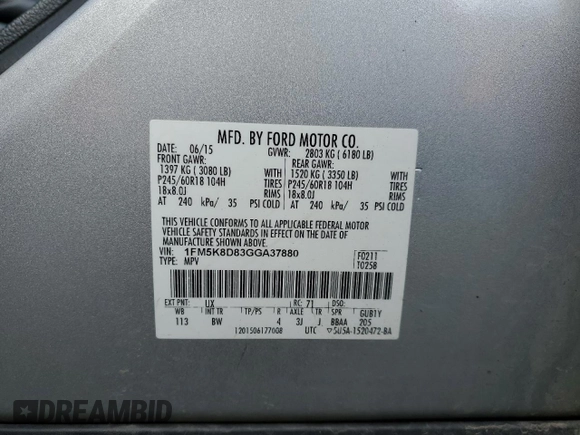 MFD. BY FORD MOTOR CO.
DATE: 06/15 GVWR: 2803 KG ( 6180 LB)
FRONT GAWR: REAR GAWR:
1397 KG ( 3080 LB) WITH 1520 KG ( 3350 LB) WITH
P245/60R18 104H TIRES P245/60R18 104H TIRES
18x8.0J RIMS 18x8.0J RIMS
AT 240 kPa/ 35 PSI COLD AT 240 kPa/ 35 PSI COLD
THIS VEHICLE CONFORMS TO ALL APPLICABLE FEDERAL MOTOR
VEHICLE SAFETY STANDARDS IN EFFECT ON THE DATE OF
MANUFACTURE SHOWN ABOVE.
VIN: 1FM5K8D83GGA37880 F0211
TYPE: MPV T0258
EXT PNT: UX RC: 71 DSO:
WB INT TR TP/PS R AXLE TR SPR GUB1Y
113 BW 4 3J J BBAA 205
1201506177008 UTC ▽5U5A-1520472-BA
DREAMBID